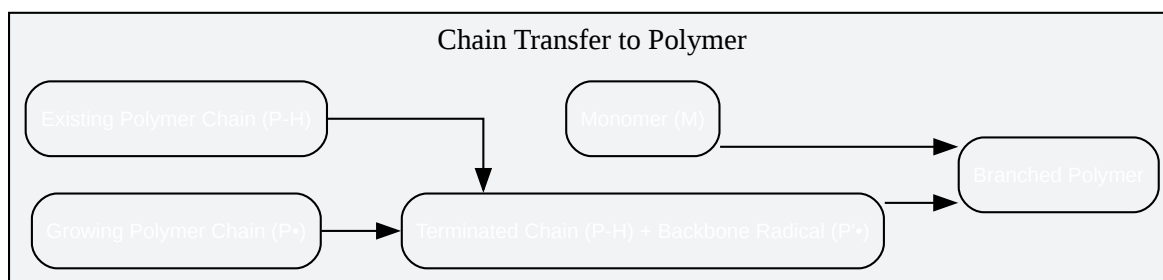 Chain Transfer to Polymer
Existing Polymer Chain (P-H)
Monomer (M)
Branched Polymer
Growing Polymer Chain (P•)
Terminated Chain (P-H) + Backbone Radical (P'•)